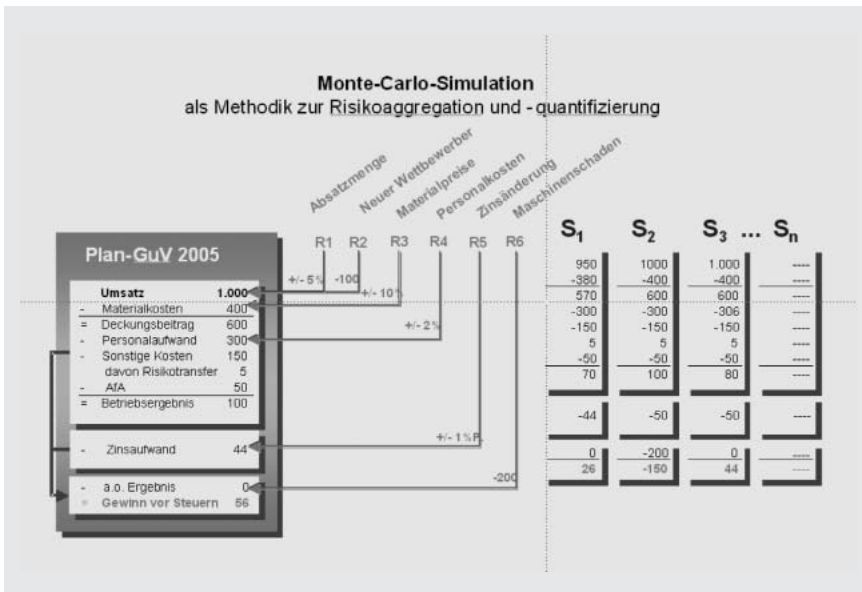 Monte-Carlo-Simulation
als Methodik zur Risikoaggregation und -quantifizierung
Absatzmenge
Neuer Wettbewerber
Materialpreise
Personalkosten
Zinsänderung
Maschinenschaden
R1 R2 R3 R4 R5 R6
S1 S2 S3 ... Sn
Plan-GuV 2005
+/- 5% -100
+/- 10%
+/- 2%
+/- 1%P.
-200
Umsatz 1.000
- Materialkosten 400
= Deckungsbeitrag 600
- Personalaufwand 300
- Sonstige Kosten 150
davon Risikotransfer 5
- AfA 50
= Betriebsergebnis 100
- Zinsaufwand 44
- a.o. Ergebnis 0
= Gewinn vor Steuern 56
950 1000 1.000 ----
-380 -400 -400 ----
570 600 600 ----
-300 -300 -306 ----
-150 -150 -150 ----
5 5 5 ----
-50 -50 -50 ----
70 100 80 ----
-44 -50 -50 ----
0 -200 0 ----
26 -150 44 ----